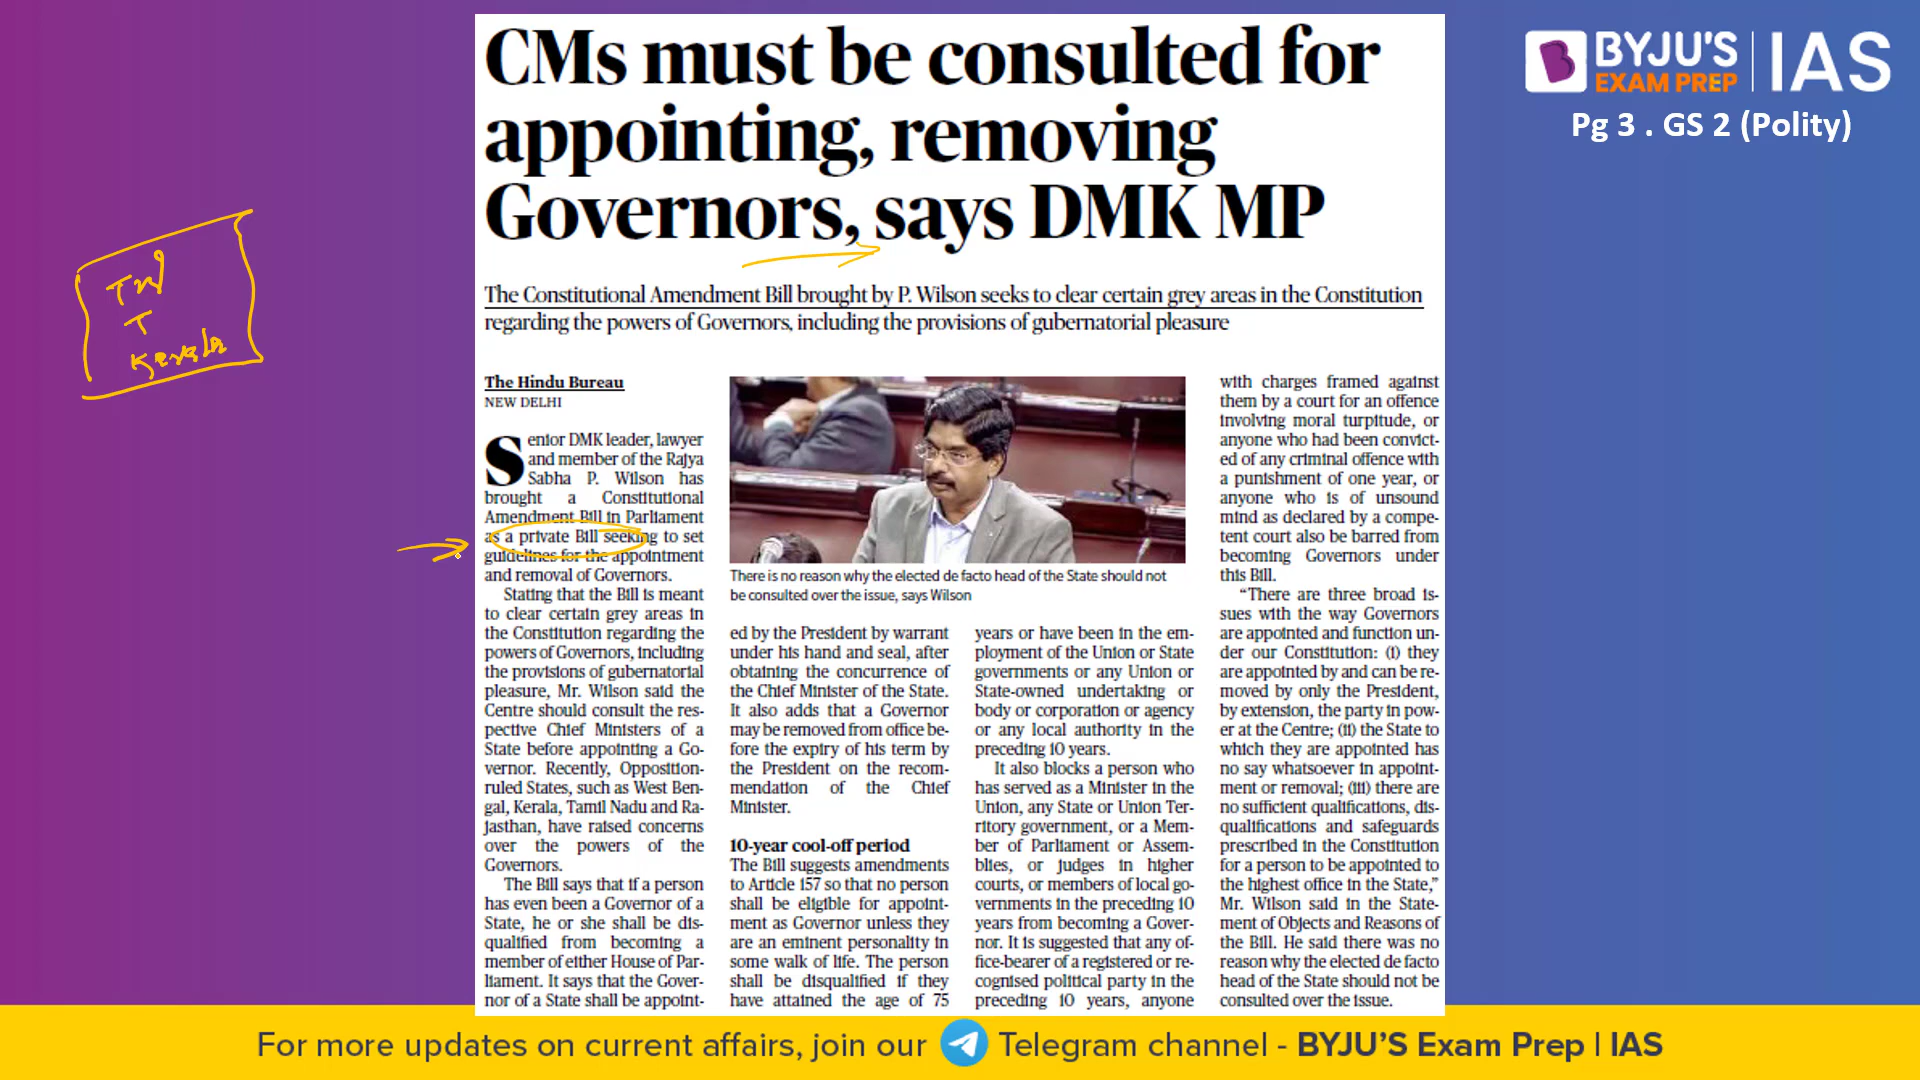 CMs must be consulted for
appointing, removing
Governors, says DMK MP
The Constitutional Amendment Bill brought by P. Wilson seeks to clear certain grey areas in the Constitution
regarding the powers of Governors, including the provisions of gubernatorial pleasure
BYJU'S
EXAM PREP
IAS
Pg 3 . GS 2 (Polity)
TN
T
Kerala
The Hindu Bureau
NEW DELHI
Senior DMK leader, lawyer
and member of the Rajya
Sabha P. Wilson has
brought a Constitutional
Amendment Bill in Parliament
as a private Bill seeking to set
guidelines for the appointment
and removal of Governors.
Stating that the Bill is meant
to clear certain grey areas in
the Constitution regarding the
powers of Governors, including
the provisions of gubernatorial
pleasure, Mr. Wilson said the
Centre should consult the res-
pective Chief Ministers of a
State before appointing a Go-
vernor. Recently, Opposition-
ruled States, such as West Ben-
gal, Kerala, Tamil Nadu and Ra-
jasthan, have raised concerns
over the powers of the
Governors.
The Bill says that if a person
has even been a Governor of a
State, he or she shall be dis-
qualified from becoming a
member of either House of Par-
liament. It says that the Gover-
nor of a State shall be appoint-
There is no reason why the elected de facto head of the State should not
be consulted over the issue, says Wilson
ed by the President by warrant
under his hand and seal, after
obtaining the concurrence of
the Chief Minister of the State.
It also adds that a Governor
may be removed from office be-
fore the expiry of his term by
the President on the recom-
mendation of the Chief
Minister.
10-year cool-off period
The Bill suggests amendments
to Article 157 so that no person
shall be eligible for appoint-
ment as Governor unless they
are an eminent personality in
some walk of life. The person
shall be disqualified if they
have attained the age of 75
years or have been in the em-
ployment of the Union or State
governments or any Union or
State-owned undertaking or
body or corporation or agency
or any local authority in the
preceding 10 years.
It also blocks a person who
has served as a Minister in the
Union, any State or Union Ter-
ritory government, or a Mem-
ber of Parliament or Assem-
blies, or judges in higher
courts, or members of local go-
vernments in the preceding 10
years from becoming a Gover-
nor. It is suggested that any of-
fice-bearer of a registered or re-
cognised political party in the
preceding 10 years, anyone
with charges framed against
them by a court for an offence
involving moral turpitude, or
anyone who had been convict-
ed of any criminal offence with
a punishment of one year, or
anyone who is of unsound
mind as declared by a compe-
tent court also be barred from
becoming Governors under
this Bill.
“There are three broad is-
sues with the way Governors
are appointed and function un-
der our Constitution: (i) they
are appointed by and can be re-
moved by only the President,
by extension, the party in pow-
er at the Centre; (ii) the State to
which they are appointed has
no say whatsoever in appoint-
ment or removal; (iii) there are
no sufficient qualifications, dis-
qualifications and safeguards
prescribed in the Constitution
for a person to be appointed to
the highest office in the State,”
Mr. Wilson said in the State-
ment of Objects and Reasons of
the Bill. He said there was no
reason why the elected de facto
head of the State should not be
consulted over the issue.
For more updates on current affairs, join our Telegram channel - BYJU'S Exam Prep | IAS